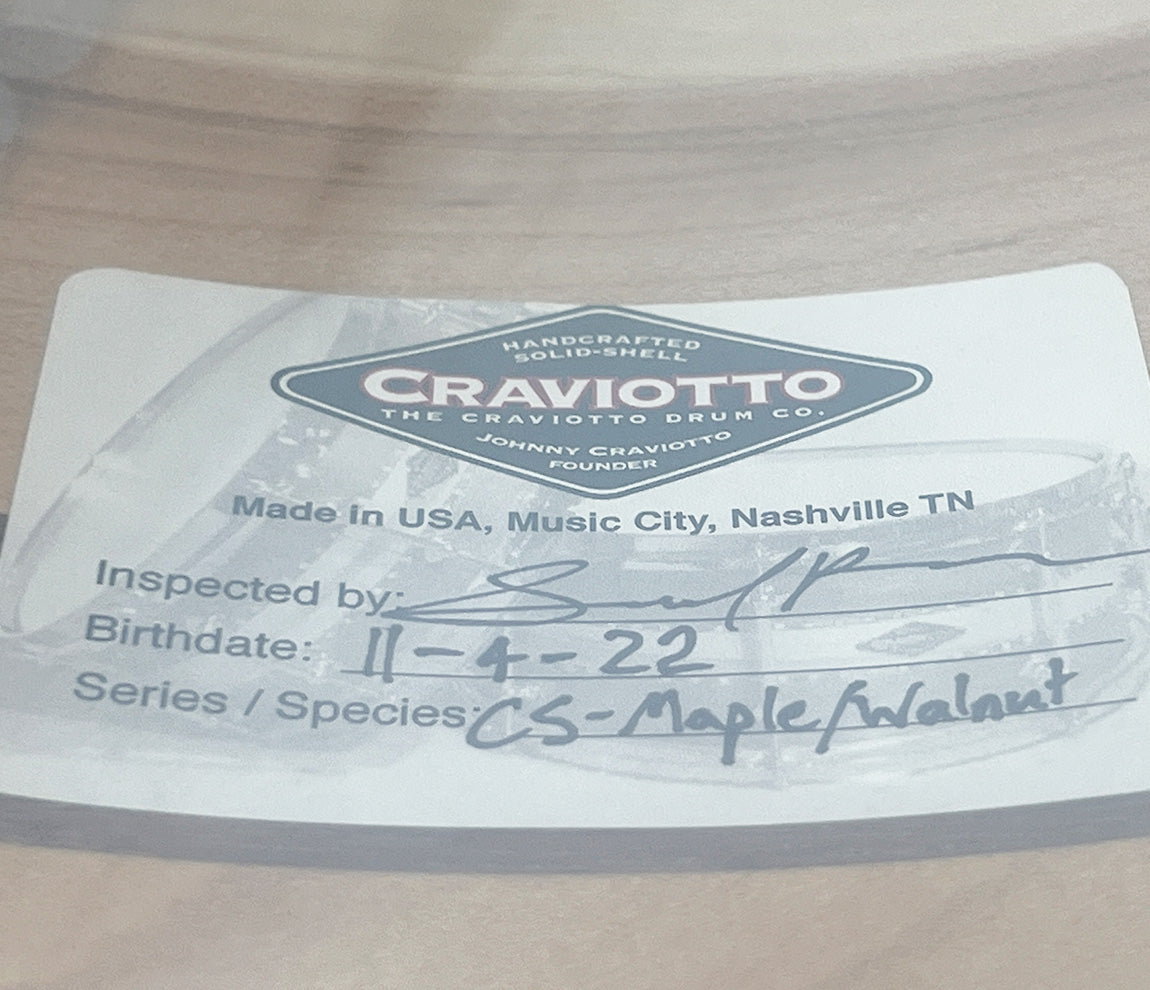 HANDCRAFTED
SOLID-SHELL
CRAVIOTTO
THE CRAVIOTTO DRUM CO.
JOHNNY CRAVIOTTO
FOUNDER
Made in USA, Music City, Nashville TN
Inspected by:
Birthdate: 11-4-22
Series / Species: CS-Maple/Walnut